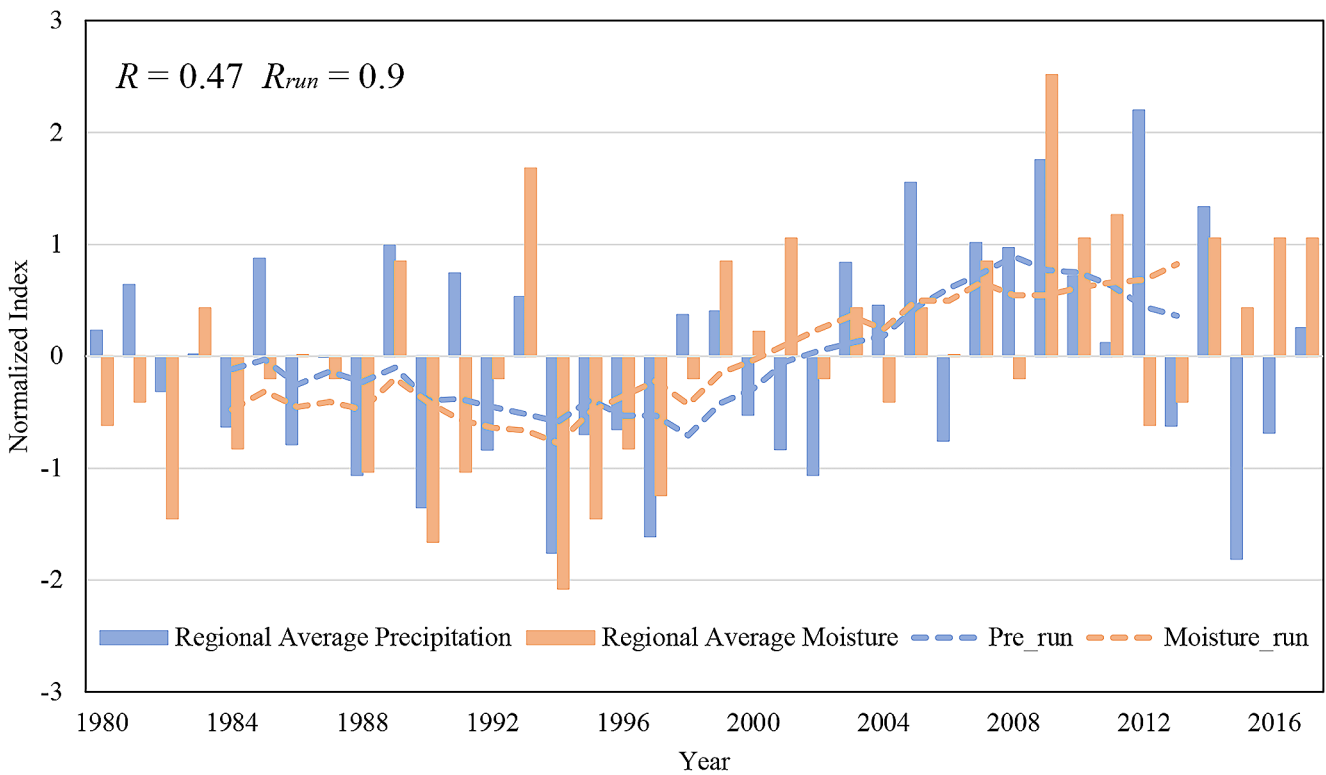 3
R = 0.47 Rrun = 0.9
2
1
0
-1
-2
Regional Average Precipitation Regional Average Moisture Pre_run Moisture_run
-3
1980 1984 1988 1992 1996 2000 2004 2008 2012 2016
Year
Normalized Index